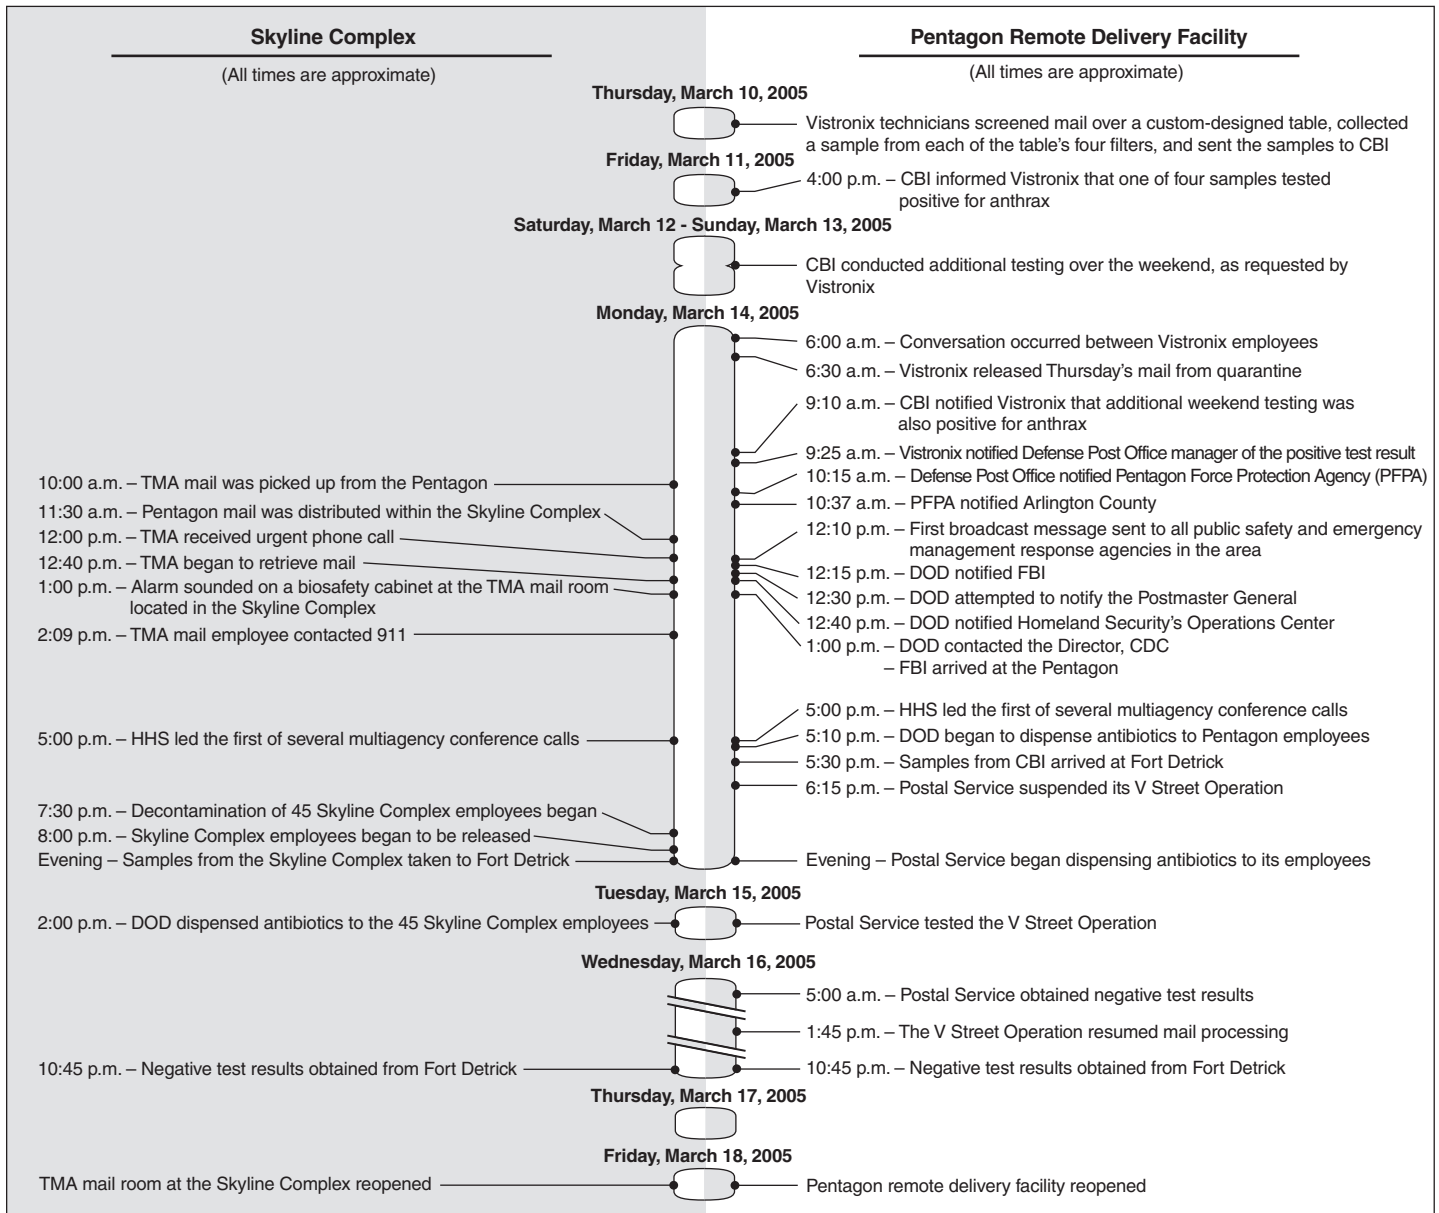 Skyline Complex
(All times are approximate)
Pentagon Remote Delivery Facility
(All times are approximate)
Thursday, March 10, 2005
Vistronix technicians screened mail over a custom-designed table, collected
a sample from each of the table's four filters, and sent the samples to CBI
Friday, March 11, 2005
4:00 p.m. – CBI informed Vistronix that one of four samples tested
positive for anthrax
Saturday, March 12 - Sunday, March 13, 2005
CBI conducted additional testing over the weekend, as requested by
Vistronix
Monday, March 14, 2005
6:00 a.m. – Conversation occurred between Vistronix employees
6:30 a.m. – Vistronix released Thursday's mail from quarantine
9:10 a.m. – CBI notified Vistronix that additional weekend testing was
also positive for anthrax
9:25 a.m. – Vistronix notified Defense Post Office manager of the positive test result
10:15 a.m. – Defense Post Office notified Pentagon Force Protection Agency (PFPA)
10:37 a.m. – PFPA notified Arlington County
12:10 p.m. – First broadcast message sent to all public safety and emergency
management response agencies in the area
12:15 p.m. – DOD notified FBI
12:30 p.m. – DOD attempted to notify the Postmaster General
12:40 p.m. – DOD notified Homeland Security's Operations Center
1:00 p.m. – DOD contacted the Director, CDC
– FBI arrived at the Pentagon
5:00 p.m. – HHS led the first of several multiagency conference calls
5:10 p.m. – DOD began to dispense antibiotics to Pentagon employees
5:30 p.m. – Samples from CBI arrived at Fort Detrick
6:15 p.m. – Postal Service suspended its V Street Operation
Evening – Postal Service began dispensing antibiotics to its employees
10:00 a.m. – TMA mail was picked up from the Pentagon
11:30 a.m. – Pentagon mail was distributed within the Skyline Complex
12:00 p.m. – TMA received urgent phone call
12:40 p.m. – TMA began to retrieve mail
1:00 p.m. – Alarm sounded on a biosafety cabinet at the TMA mail room
located in the Skyline Complex
2:09 p.m. – TMA mail employee contacted 911
5:00 p.m. – HHS led the first of several multiagency conference calls
7:30 p.m. – Decontamination of 45 Skyline Complex employees began
8:00 p.m. – Skyline Complex employees began to be released
Evening – Samples from the Skyline Complex taken to Fort Detrick
Tuesday, March 15, 2005
2:00 p.m. – DOD dispensed antibiotics to the 45 Skyline Complex employees
Postal Service tested the V Street Operation
Wednesday, March 16, 2005
5:00 a.m. – Postal Service obtained negative test results
1:45 p.m. – The V Street Operation resumed mail processing
10:45 p.m. – Negative test results obtained from Fort Detrick
10:45 p.m. – Negative test results obtained from Fort Detrick
Thursday, March 17, 2005
Friday, March 18, 2005
TMA mail room at the Skyline Complex reopened
Pentagon remote delivery facility reopened